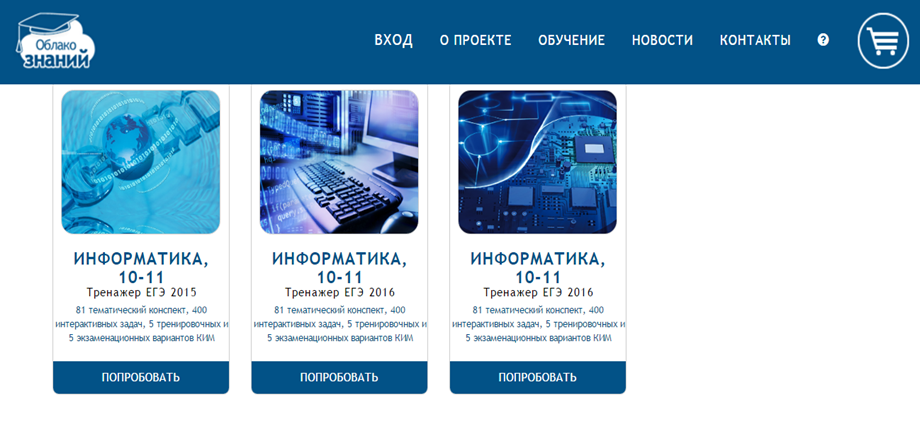 Облако
знаний
ВХОД
О ПРОЕКТЕ
ОБУЧЕНИЕ
НОВОСТИ
КОНТАКТЫ
?
ИНФОРМАТИКА,
10-11
Тренажер ЕГЭ 2015
81 тематический конспект, 400
интерактивных задач, 5 тренировочных и
5 экзаменационных вариантов КИМ
ПОПРОБОВАТЬ
ИНФОРМАТИКА,
10-11
Тренажер ЕГЭ 2016
81 тематический конспект, 400
интерактивных задач, 5 тренировочных и
5 экзаменационных вариантов КИМ
ПОПРОБОВАТЬ
ИНФОРМАТИКА,
10-11
Тренажер ЕГЭ 2016
81 тематический конспект, 400
интерактивных задач, 5 тренировочных и
5 экзаменационных вариантов КИМ
ПОПРОБОВАТЬ